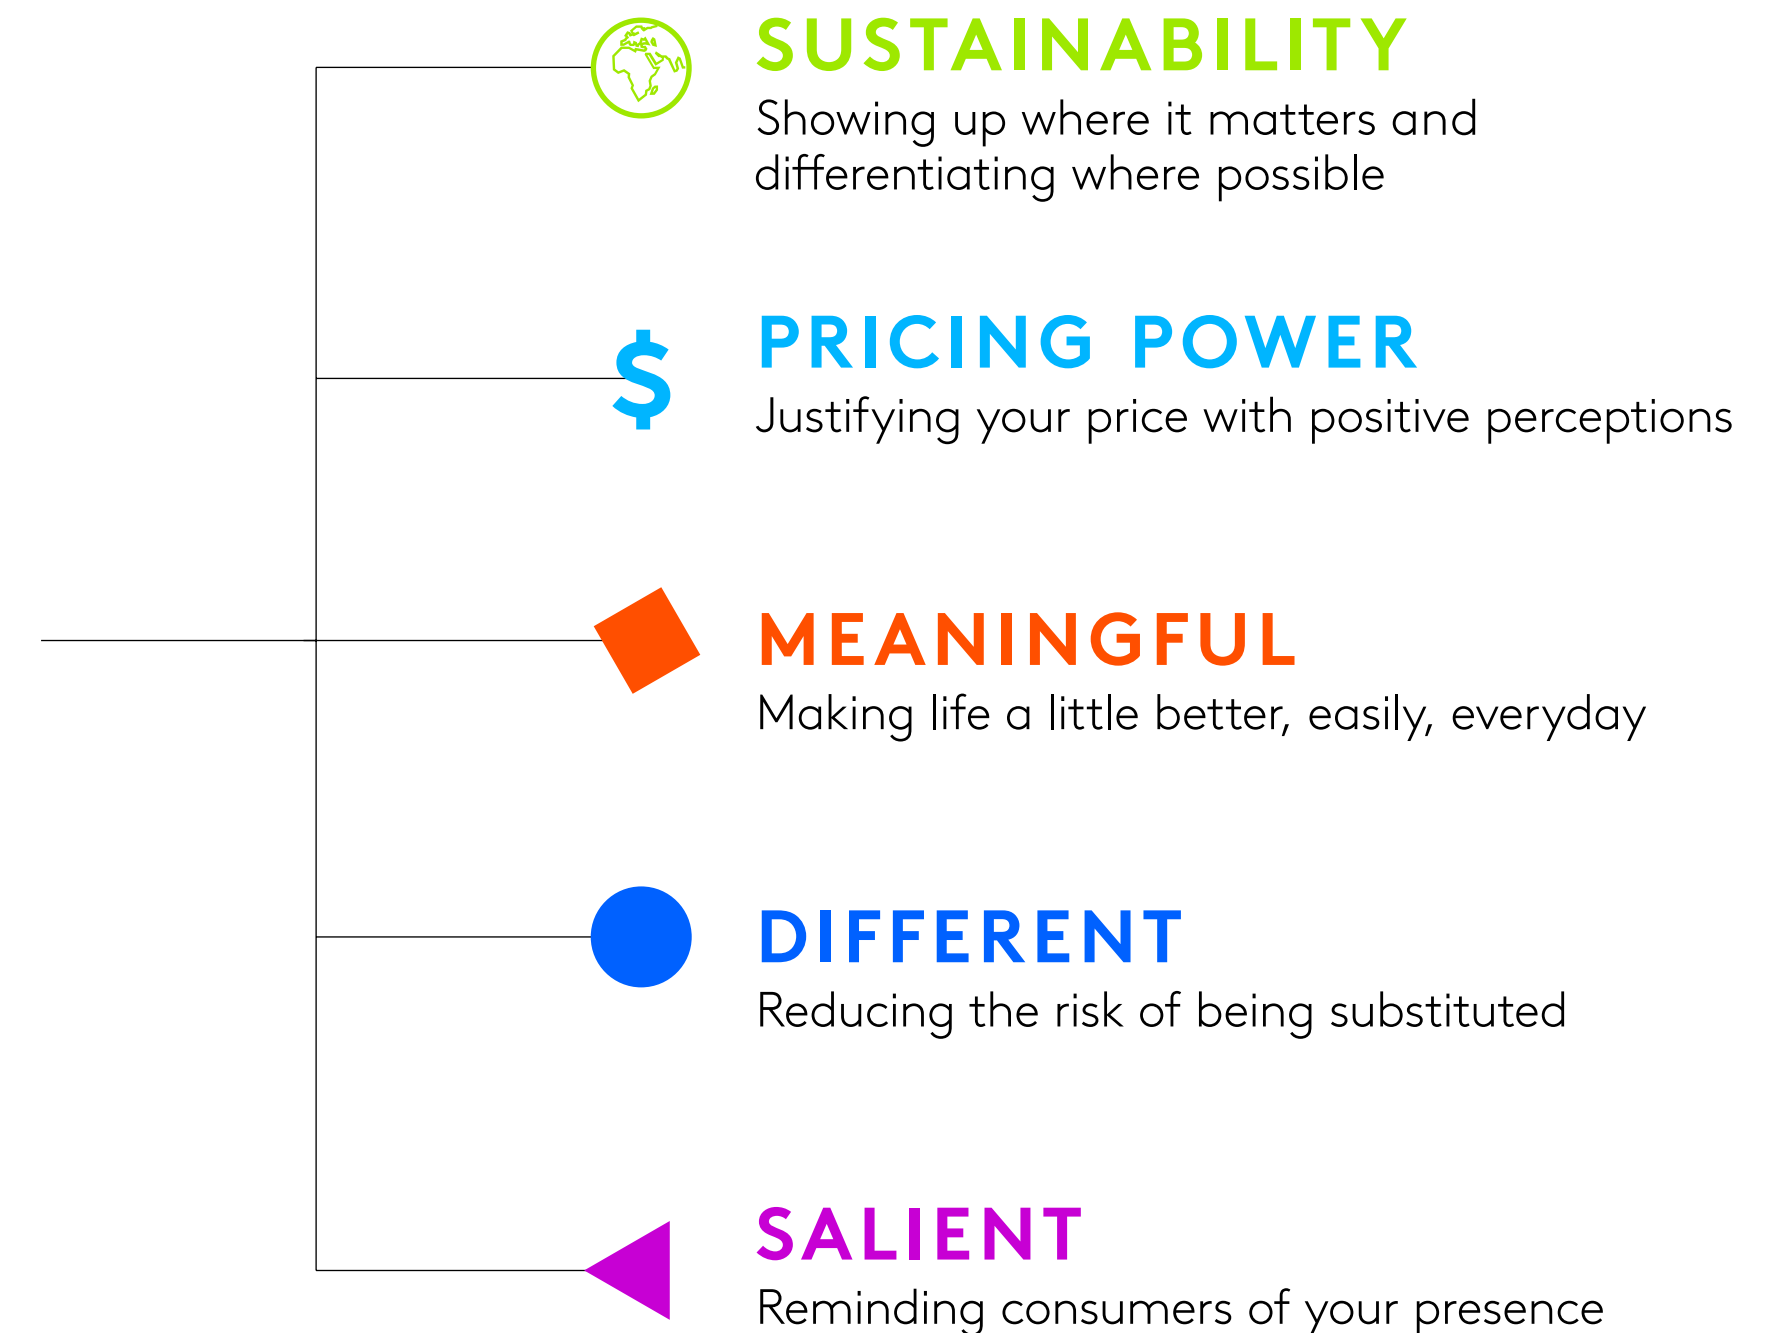 SUSTAINABILITY
Showing up where it matters and
differentiating where possible
$
PRICING POWER
Justifying your price with positive perceptions
MEANINGFUL
Making life a little better, easily, everyday
DIFFERENT
Reducing the risk of being substituted
SALIENT
Reminding consumers of your presence